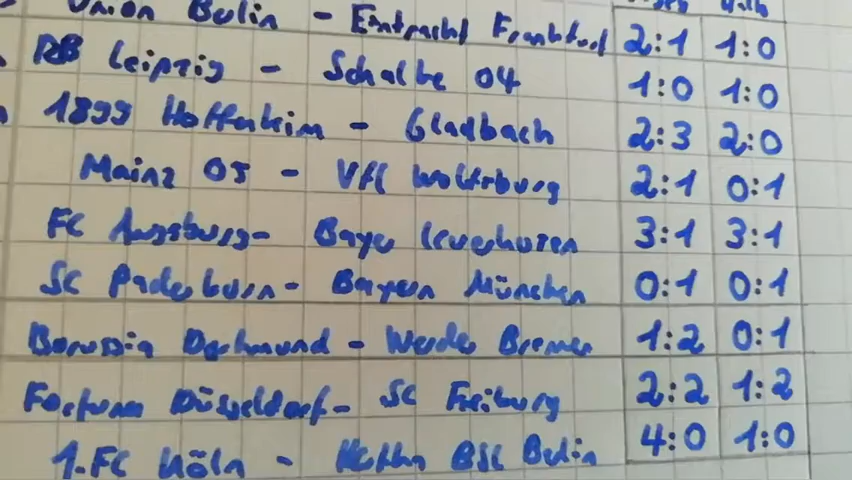 Union Berlin - Eintracht Frankfurt 2:1 1:0
RB Leipzig - Schalke 04 1:0 1:0
1899 Hoffenheim - Gladbach 2:3 2:0
Mainz 05 - VfL Wolfsburg 2:1 0:1
FC Augsburg - Bayer Leverkusen 3:1 3:1
SC Paderborn - Bayern München 0:1 0:1
Borussia Dortmund - Werder Bremen 1:2 0:1
Fortuna Düsseldorf - SC Freiburg 2:2 1:2
1.FC Köln - Hertha BSC Berlin 4:0 1:0